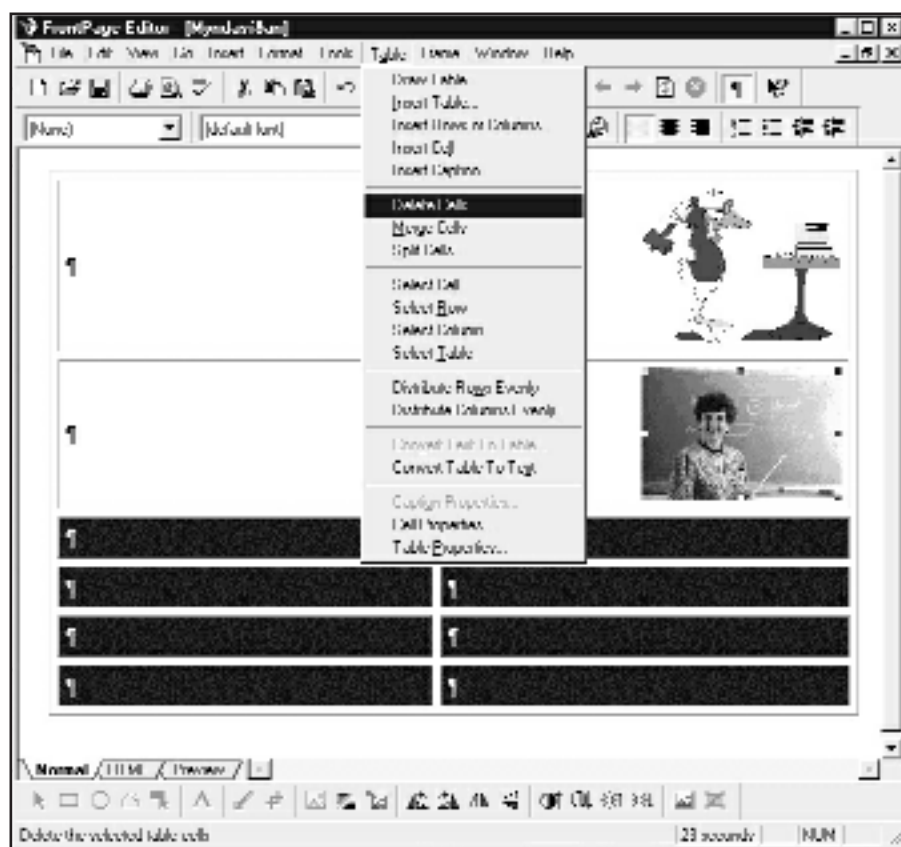 FrontPage Editor - [Myndasíðan]
File Edit View Go Insert Format Tools Table Frame Window Help
(None) (default font)
Draw Table
Insert Table...
Insert Rows or Columns...
Insert Cell
Insert Caption
Delete Cells
Merge Cells
Split Cells...
Select Cell
Select Row
Select Column
Select Table
Distribute Rows Evenly
Distribute Columns Evenly
Convert Text To Table...
Convert Table To Text
Caption Properties...
Cell Properties...
Table Properties...
Normal HTML Preview
Delete the selected table cells 23 seconds NUM